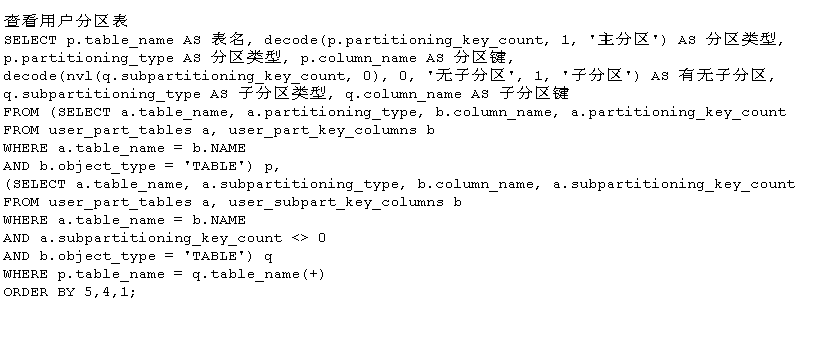 查看用户分区表
SELECT p.table_name AS 表名, decode(p.partitioning_key_count, 1, '主分区') AS 分区类型,
p.partitioning_type AS 分区类型, p.column_name AS 分区键,
decode(nvl(q.subpartitioning_key_count, 0), 0, '无子分区', 1, '子分区') AS 有无子分区,
q.subpartitioning_type AS 子分区类型, q.column_name AS 子分区键
FROM (SELECT a.table_name, a.partitioning_type, b.column_name, a.partitioning_key_count
FROM user_part_tables a, user_part_key_columns b
WHERE a.table_name = b.NAME
AND b.object_type = 'TABLE') p,
(SELECT a.table_name, a.subpartitioning_type, b.column_name, a.subpartitioning_key_count
FROM user_part_tables a, user_subpart_key_columns b
WHERE a.table_name = b.NAME
AND a.subpartitioning_key_count <> 0
AND b.object_type = 'TABLE') q
WHERE p.table_name = q.table_name(+)
ORDER BY 5,4,1;